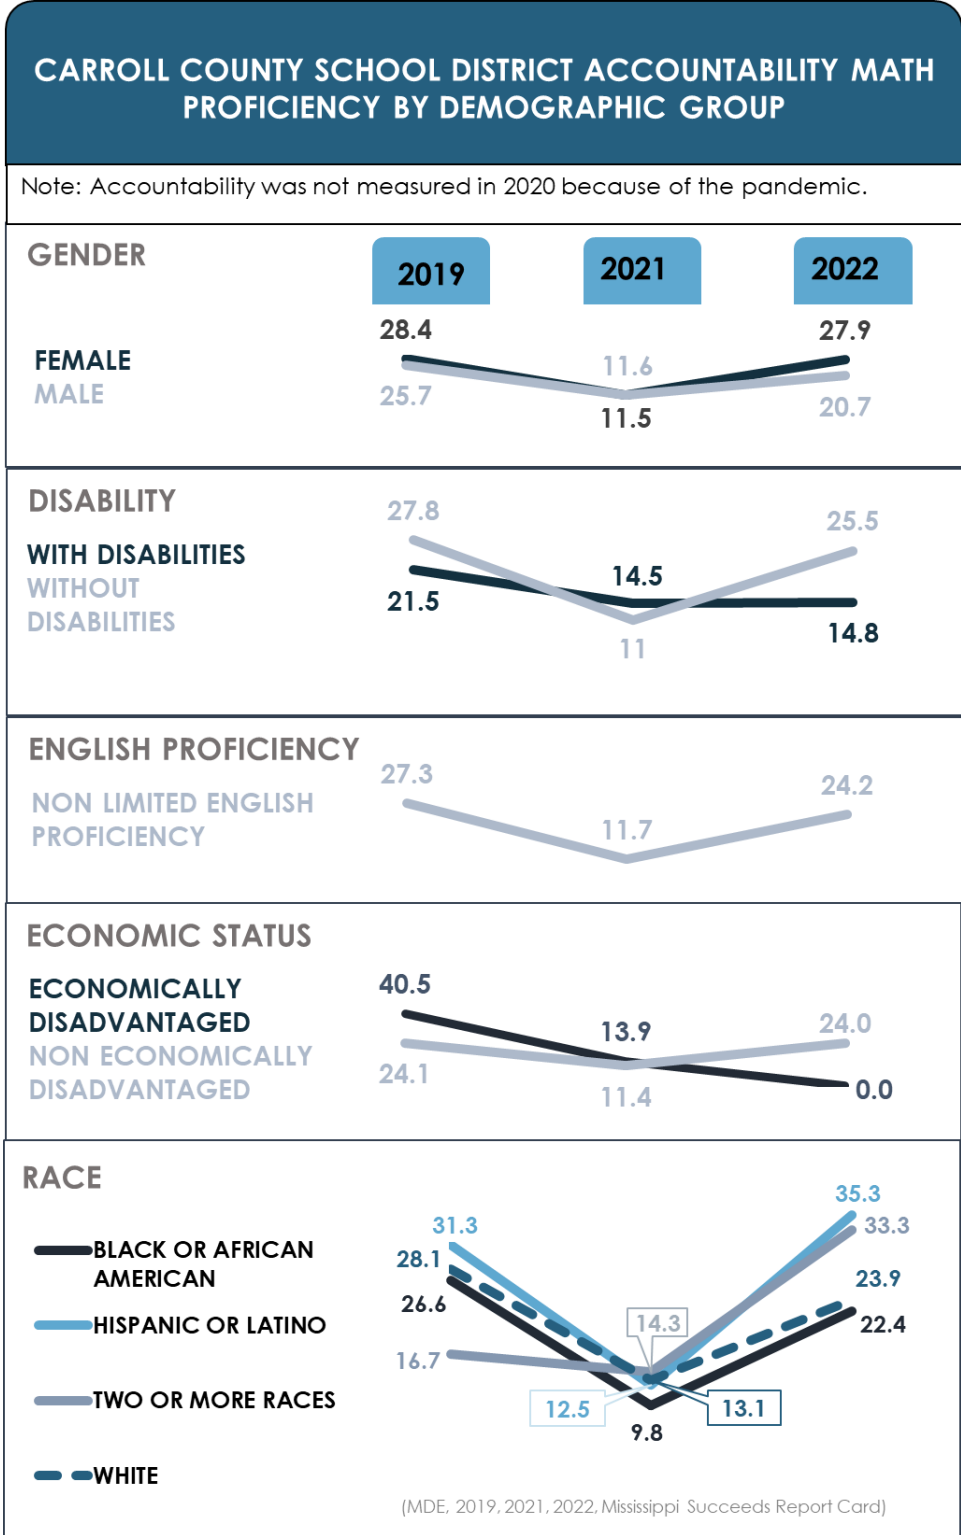 CARROLL COUNTY SCHOOL DISTRICT ACCOUNTABILITY MATH
PROFICIENCY BY DEMOGRAPHIC GROUP
Note: Accountability was not measured in 2020 because of the pandemic.
GENDER
2019
2021
2022
FEMALE
MALE
28.4
25.7
11.6
11.5
27.9
20.7
DISABILITY
WITH DISABILITIES
WITHOUT
DISABILITIES
27.8
21.5
14.5
11
25.5
14.8
ENGLISH PROFICIENCY
NON LIMITED ENGLISH
PROFICIENCY
27.3
11.7
24.2
ECONOMIC STATUS
ECONOMICALLY
DISADVANTAGED
NON ECONOMICALLY
DISADVANTAGED
40.5
24.1
13.9
11.4
24.0
0.0
RACE
BLACK OR AFRICAN
AMERICAN
HISPANIC OR LATINO
TWO OR MORE RACES
WHITE
31.3
28.1
26.6
16.7
14.3
12.5
13.1
9.8
35.3
33.3
23.9
22.4
(MDE, 2019, 2021, 2022, Mississippi Succeeds Report Card)